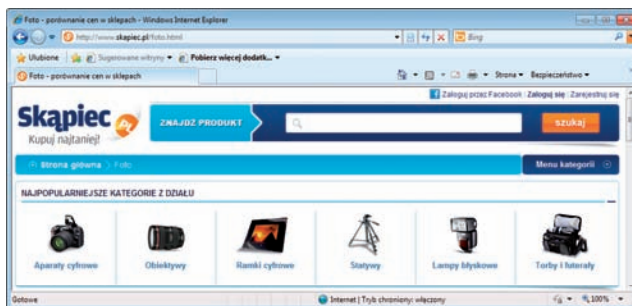 Foto - porównanie cen w sklepach - Windows Internet Explorer
http://www.skapiec.pl/foto.html
Bing
Ulubione Sugerowane witryny Pobierz więcej dodatk...
Foto - porównanie cen w sklepach
Strona Bezpieczeństwo
Zaloguj przez Facebook Zaloguj się Zarejestruj się
Skąpiec.pl
Kupuj najtaniej!
ZNAJDŹ PRODUKT
szukaj
Strona główna > Foto
Menu kategorii
NAJPOPULARNIEJSZE KATEGORIE Z DZIAŁU
Aparaty cyfrowe Obiektywy Ramki cyfrowe Statywy Lampy błyskowe Torby i futerały
Gotowe Internet | Tryb chroniony: włączony 100%